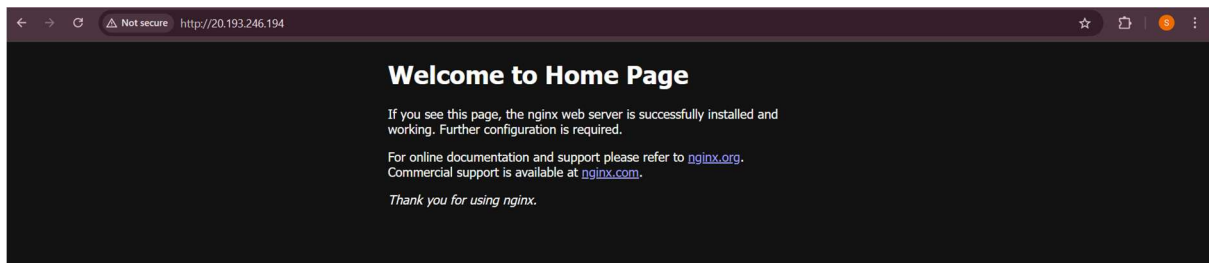 Not secure http://20.193.246.194
S
Welcome to Home Page
If you see this page, the nginx web server is successfully installed and
working. Further configuration is required.
For online documentation and support please refer to nginx.org.
Commercial support is available at nginx.com.
Thank you for using nginx.